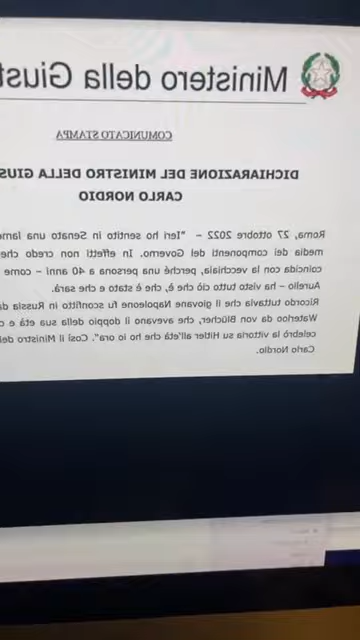 Ministero della Giust
COMUNICATO STAMPA
DICHIARAZIONE DEL MINISTRO DELLA GIUS
CARLO NORDIO
Roma, 27 ottobre 2022 – "Ieri ho sentito in Senato una lame
media dei componenti del Governo. In effetti non credo che
coincida con la vecchiaia, perché una persona a 40 anni – come
Aurelio – ha visto tutto ciò che è, che è stato e che sarà.
Ricordo tuttavia che il giovane Napoleone fu sconfitto in Russia da
Waterloo da von Blücher, che avevano il doppio della sua età e c
celebrò la vittoria su Hitler all'età che ho io ora". Così il Ministro del
Carlo Nordio.